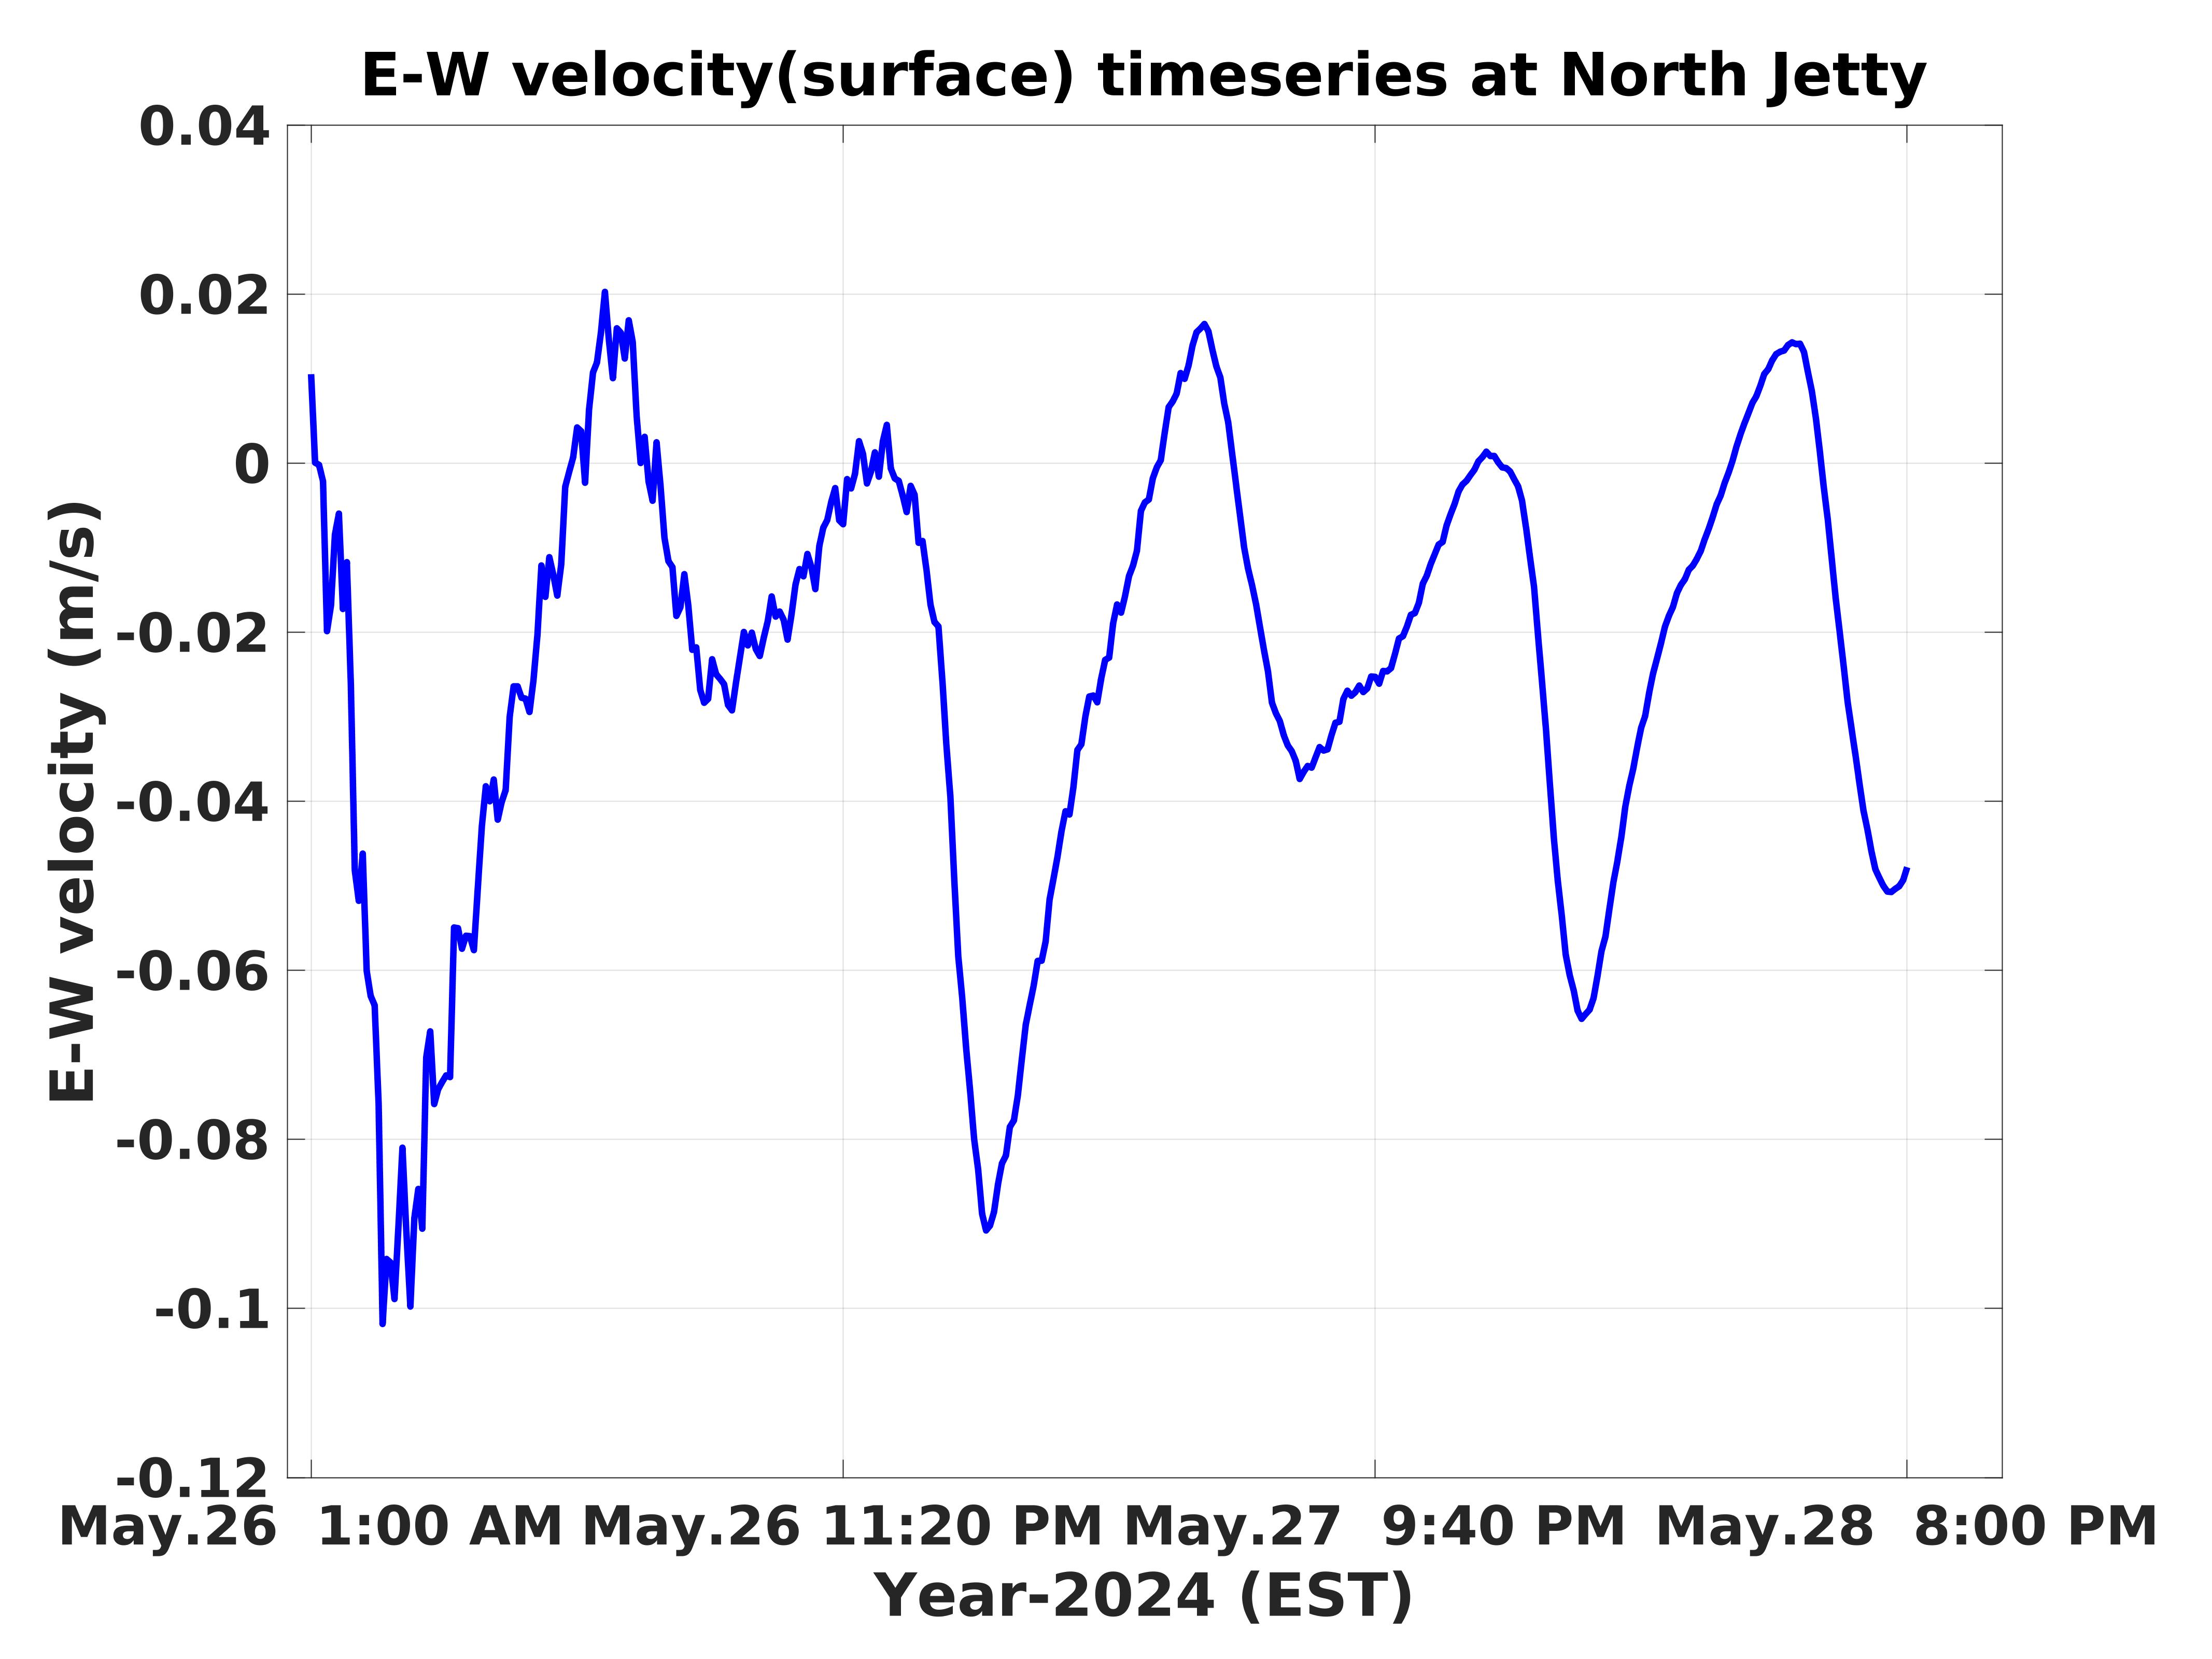 E-W velocity(surface) timeseries at North Jetty
E-W velocity (m/s)
0.04
0.02
0
-0.02
-0.04
-0.06
-0.08
-0.1
-0.12
May.26 1:00 AM May.26 11:20 PM May.27 9:40 PM May.28 8:00 PM
Year-2024 (EST)